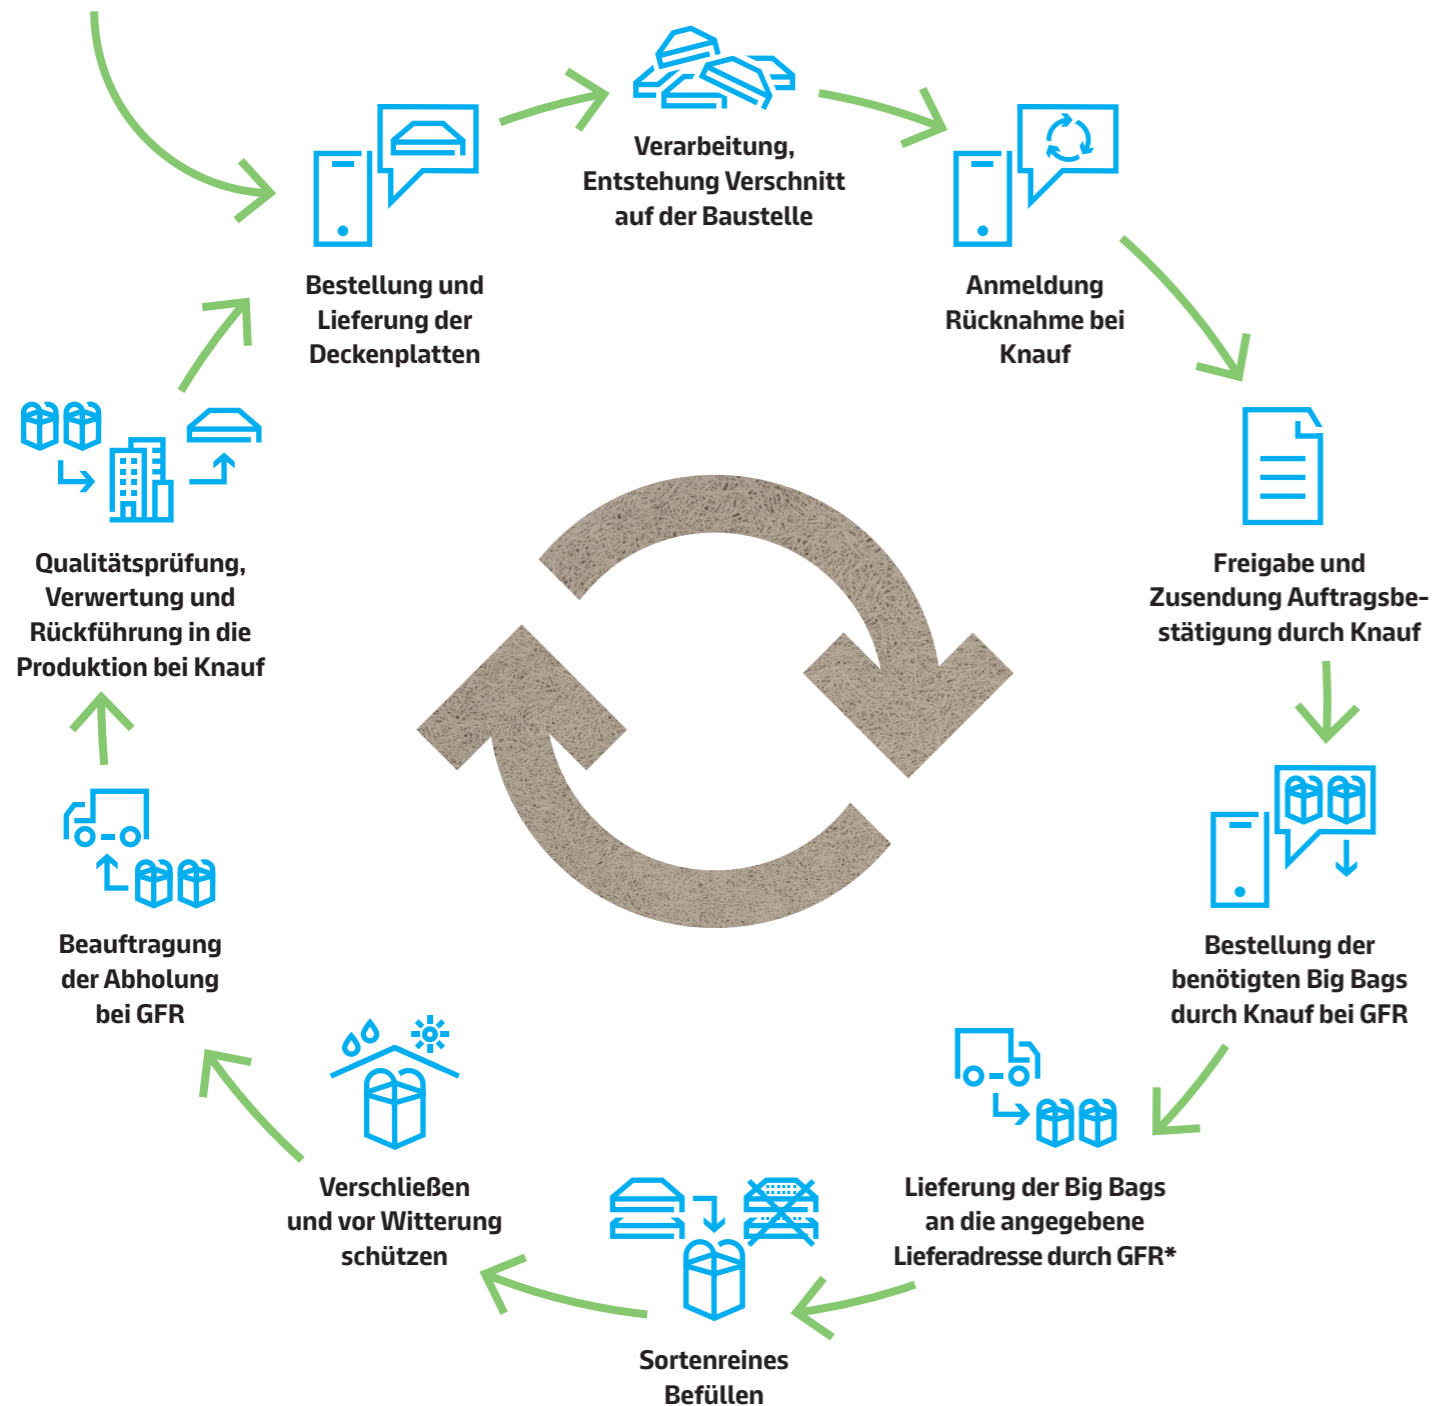 Verarbeitung,
Entstehung Verschnitt
auf der Baustelle
Bestellung und
Lieferung der
Deckenplatten
Anmeldung
Rücknahme bei
Knauf
Freigabe und
Zusendung Auftragsbe-
stätigung durch Knauf
Bestellung der
benötigten Big Bags
durch Knauf bei GFR
Lieferung der Big Bags
an die angegebene
Lieferadresse durch GFR*
Sortenreines
Befüllen
Verschließen
und vor Witterung
schützen
Beauftragung
der Abholung
bei GFR
Qualitätsprüfung,
Verwertung und
Rückführung in die
Produktion bei Knauf